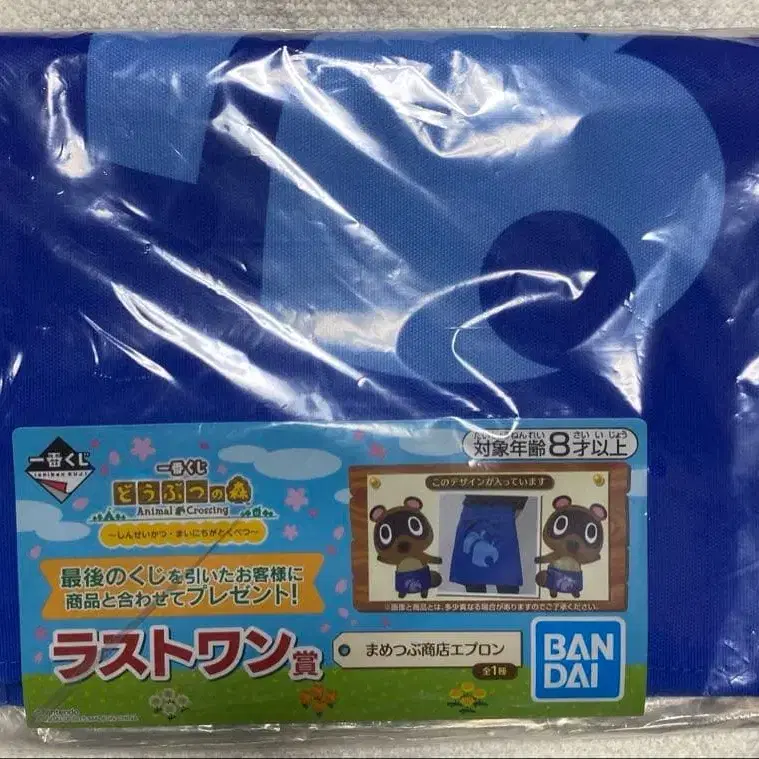 たいしょうねんれい さい いじょう
対象年齢8才以上
一番くじ
ICHIBAN KUJI
一番くじ
どうぶつの森
Animal Crossing
～しんせいかつ・まいにちがとくべつ～
このデザインが入っています
最後のくじを引いたお客様に
商品と合わせてプレゼント!
※画像と商品とは、多少異なる場合がありますのでご了承ください。
ラストワン賞
まめつぶ商店エプロン
全1種
BAN
DAI
©Nintendo
MADE IN CHINA